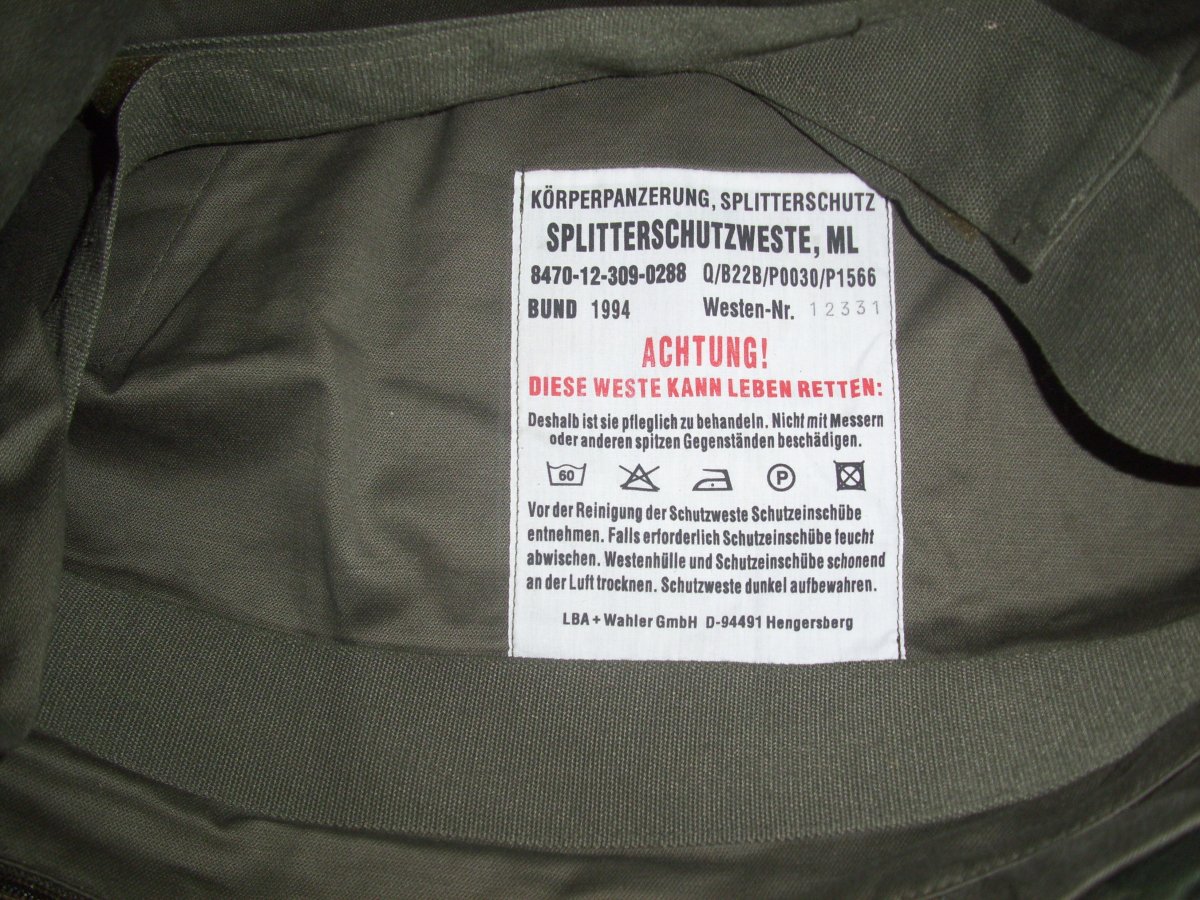 KÖRPERPANZERUNG, SPLITTERSCHUTZ
SPLITTERSCHUTZWESTE, ML
8470-12-309-0288 Q/B22B/P0030/P1566
BUND 1994 Westen-Nr. 12331
ACHTUNG!
DIESE WESTE KANN LEBEN RETTEN:
Deshalb ist sie pfleglich zu behandeln. Nicht mit Messern
oder anderen spitzen Gegenständen beschädigen.
60 P
Vor der Reinigung der Schutzweste Schutzeinschübe
entnehmen. Falls erforderlich Schutzeinschübe feucht
abwischen. Westenhülle und Schutzeinschübe schonend
an der Luft trocknen. Schutzweste dunkel aufbewahren.
LBA + Wahler GmbH D-94491 Hengersberg